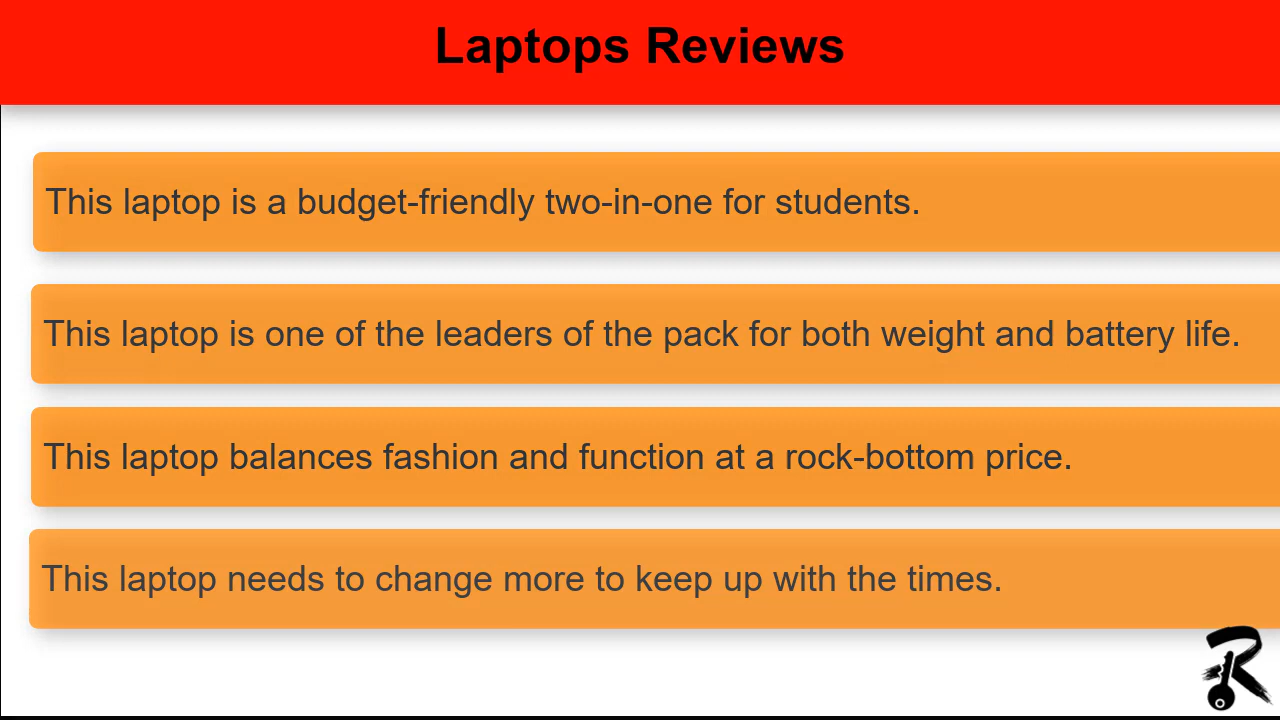 Laptops Reviews
This laptop is a budget-friendly two-in-one for students.
This laptop is one of the leaders of the pack for both weight and battery life.
This laptop balances fashion and function at a rock-bottom price.
This laptop needs to change more to keep up with the times.